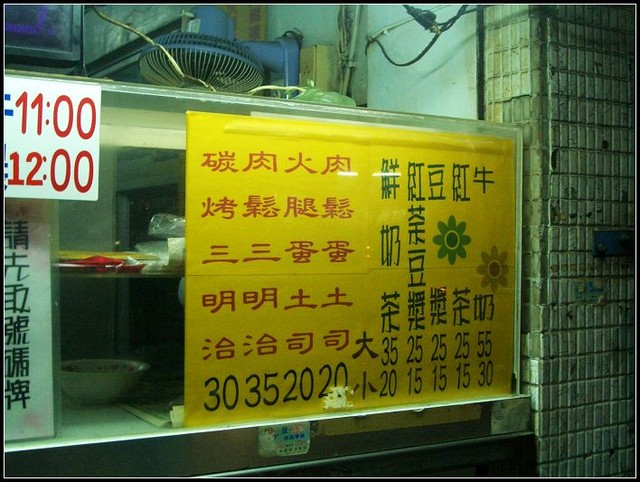 11:00
12:00
請先取號碼牌
碳烤三明治 30
肉鬆三明治 35
火腿蛋土司 20
肉鬆蛋土司 20
大 小
鮮奶茶 35 20
紅茶豆漿 25 15
豆漿 25 15
紅茶 25 15
牛奶 55 30